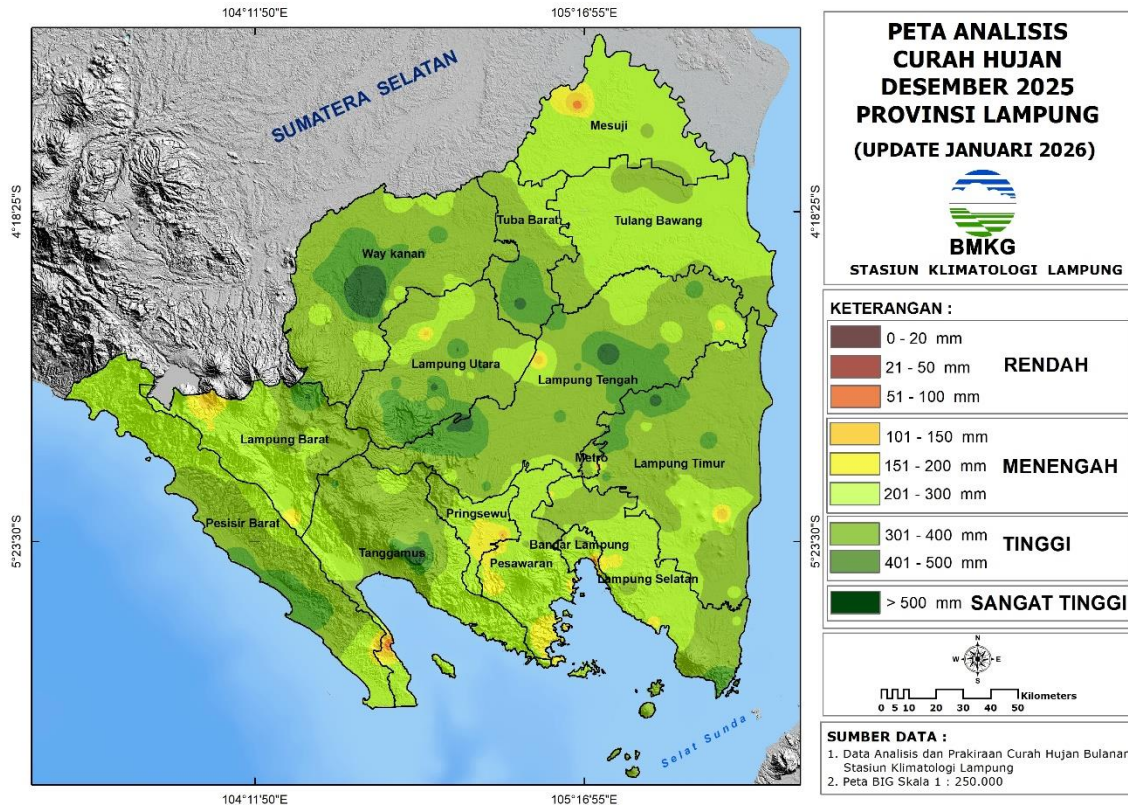 104°11'50"E
105°16'55"E
4°18'25"S
5°23'30"S
4°18'25"S
5°23'30"S
104°11'50"E
105°16'55"E
SUMATERA SELATAN
Mesuji
Tuba Barat
Tulang Bawang
Way kanan
Lampung Utara
Lampung Tengah
Lampung Barat
Metro
Lampung Timur
Pesisir Barat
Pringsewu
Tanggamus
Bandar Lampung
Pesawaran
Lampung Selatan
Selat Sunda
PETA ANALISIS
CURAH HUJAN
DESEMBER 2025
PROVINSI LAMPUNG
(UPDATE JANUARI 2026)
BMKG
STASIUN KLIMATOLOGI LAMPUNG
KETERANGAN :
0 - 20 mm
21 - 50 mm
RENDAH
51 - 100 mm
101 - 150 mm
151 - 200 mm
MENENGAH
201 - 300 mm
301 - 400 mm
TINGGI
401 - 500 mm
> 500 mm SANGAT TINGGI
N
W E
S
Kilometers
0 5 10 20 30 40 50
SUMBER DATA :
1. Data Analisis dan Prakiraan Curah Hujan Bulanan
Stasiun Klimatologi Lampung
2. Peta BIG Skala 1 : 250.000